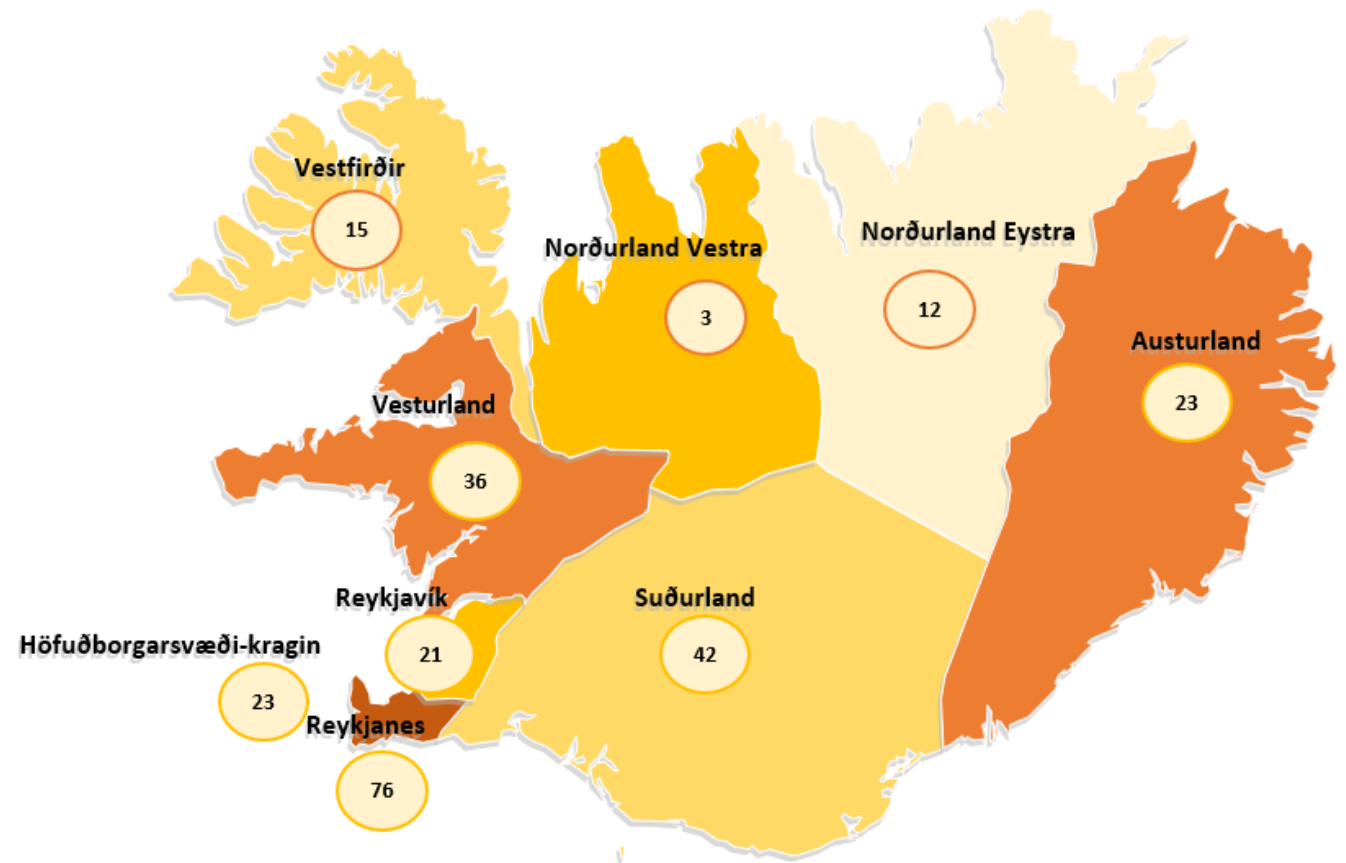 Vestfirðir
15
Norðurland Vestra
3
Norðurland Eystra
12
Austurland
23
Vesturland
36
Reykjavík
21
Suðurland
42
Höfuðborgarsvæði-kragin
23
Reykjanes
76